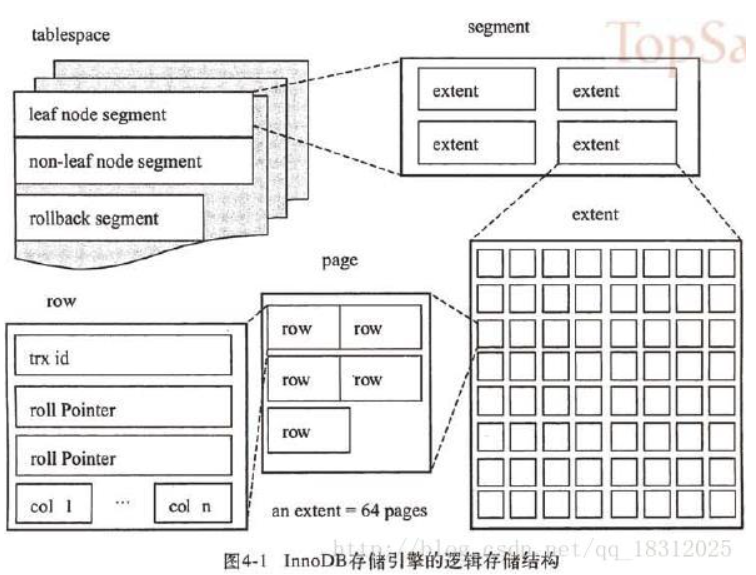 tablespace
segment
TopSa
leaf node segment
non-leaf node segment
rollback segment
extent
extent
extent
extent
extent
page
row
row
row
row
row
row
trx id
roll Pointer
roll Pointer
col 1 ... col n
an extent = 64 pages
http://blog.csdn.net/qq_18312025
图4-1 InnoDB存储引擎的逻辑存储结构